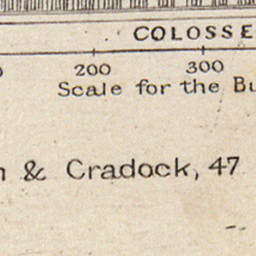 COLOSSE
200 300
Scale for the Bu
& Cradock, 47